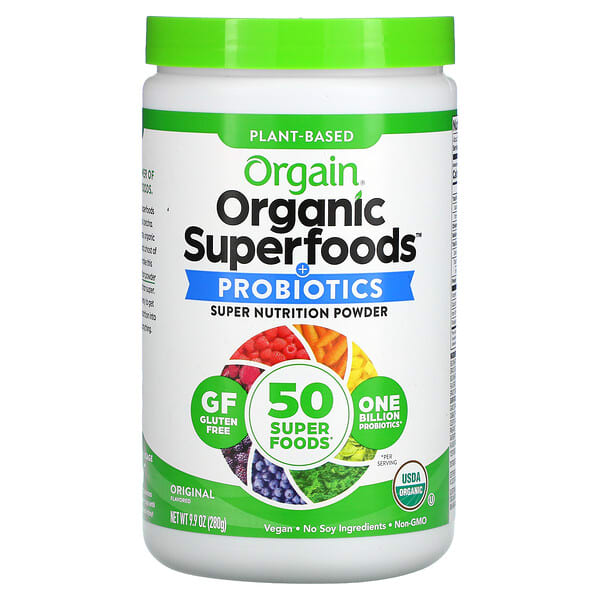 PLANT-BASED
Orgain®
Organic
Superfoods™
+
PROBIOTICS
SUPER NUTRITION POWDER
GF
GLUTEN
FREE
50
SUPER
FOODS*
ONE
BILLION
PROBIOTICS*
*PER
SERVING
ORIGINAL
FLAVORED
NET WT 9.9 OZ (280g)
USDA
ORGANIC
U
Vegan • No Soy Ingredients • Non-GMO